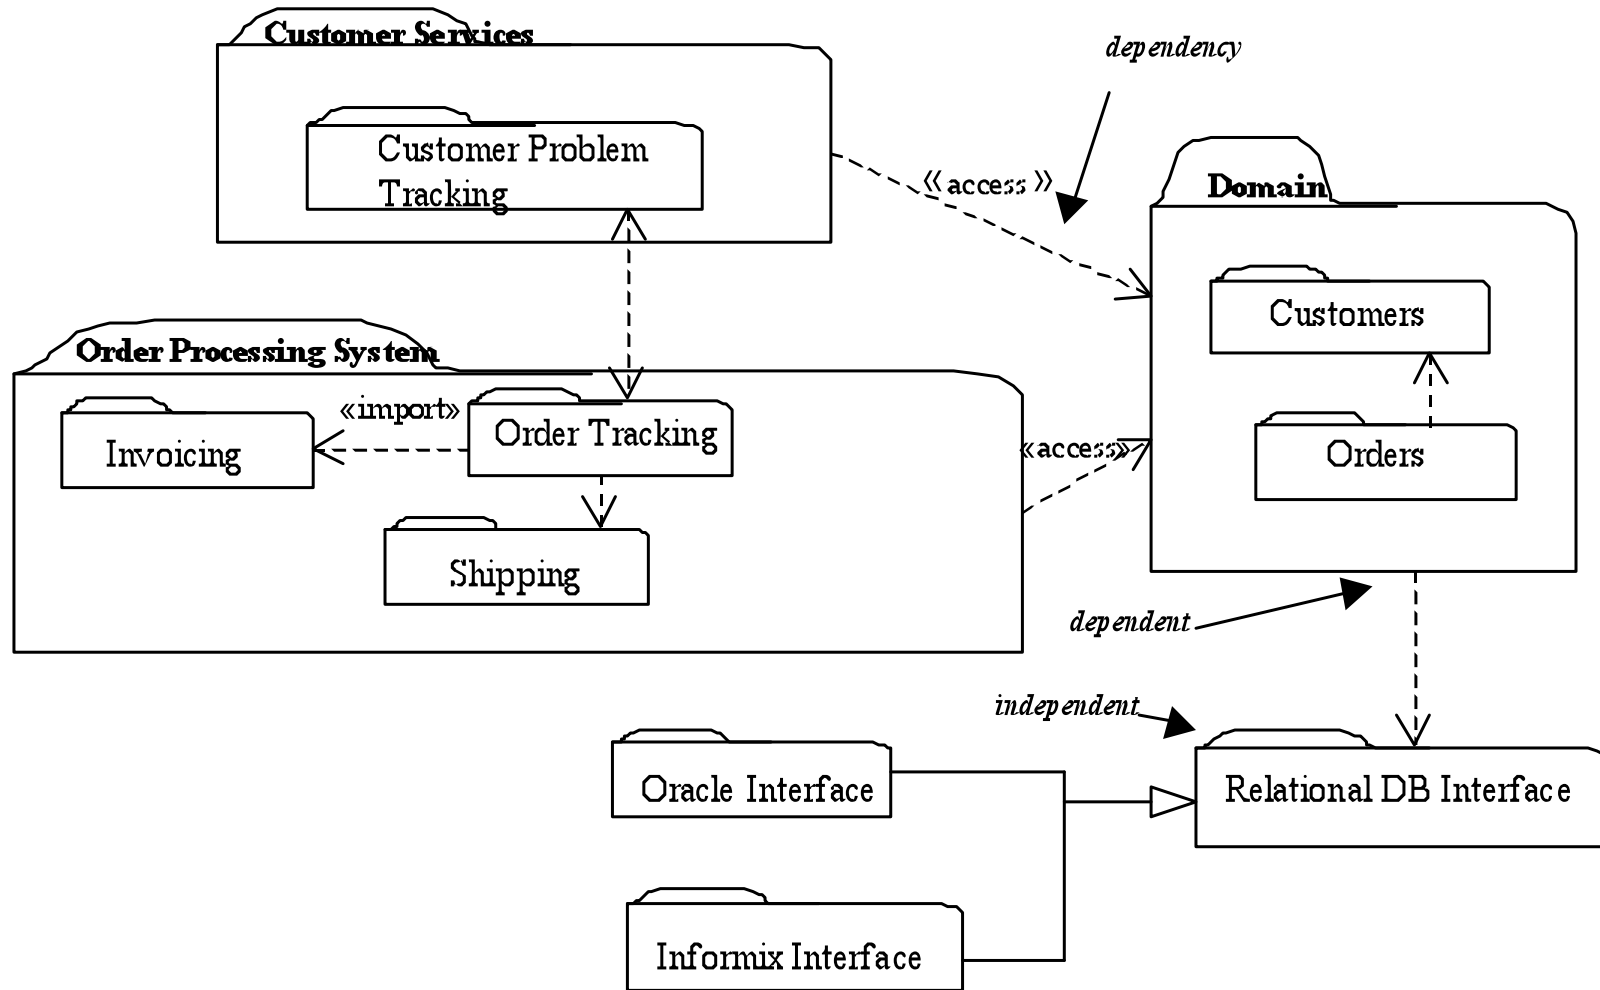 Customer Services
dependency
Customer Problem
Tracking
«access»
Domain
Customers
Order Processing System
«import»
Order Tracking
Invoicing
«access»
Orders
Shipping
dependent
independent
Oracle Interface
Relational DB Interface
Informix Interface